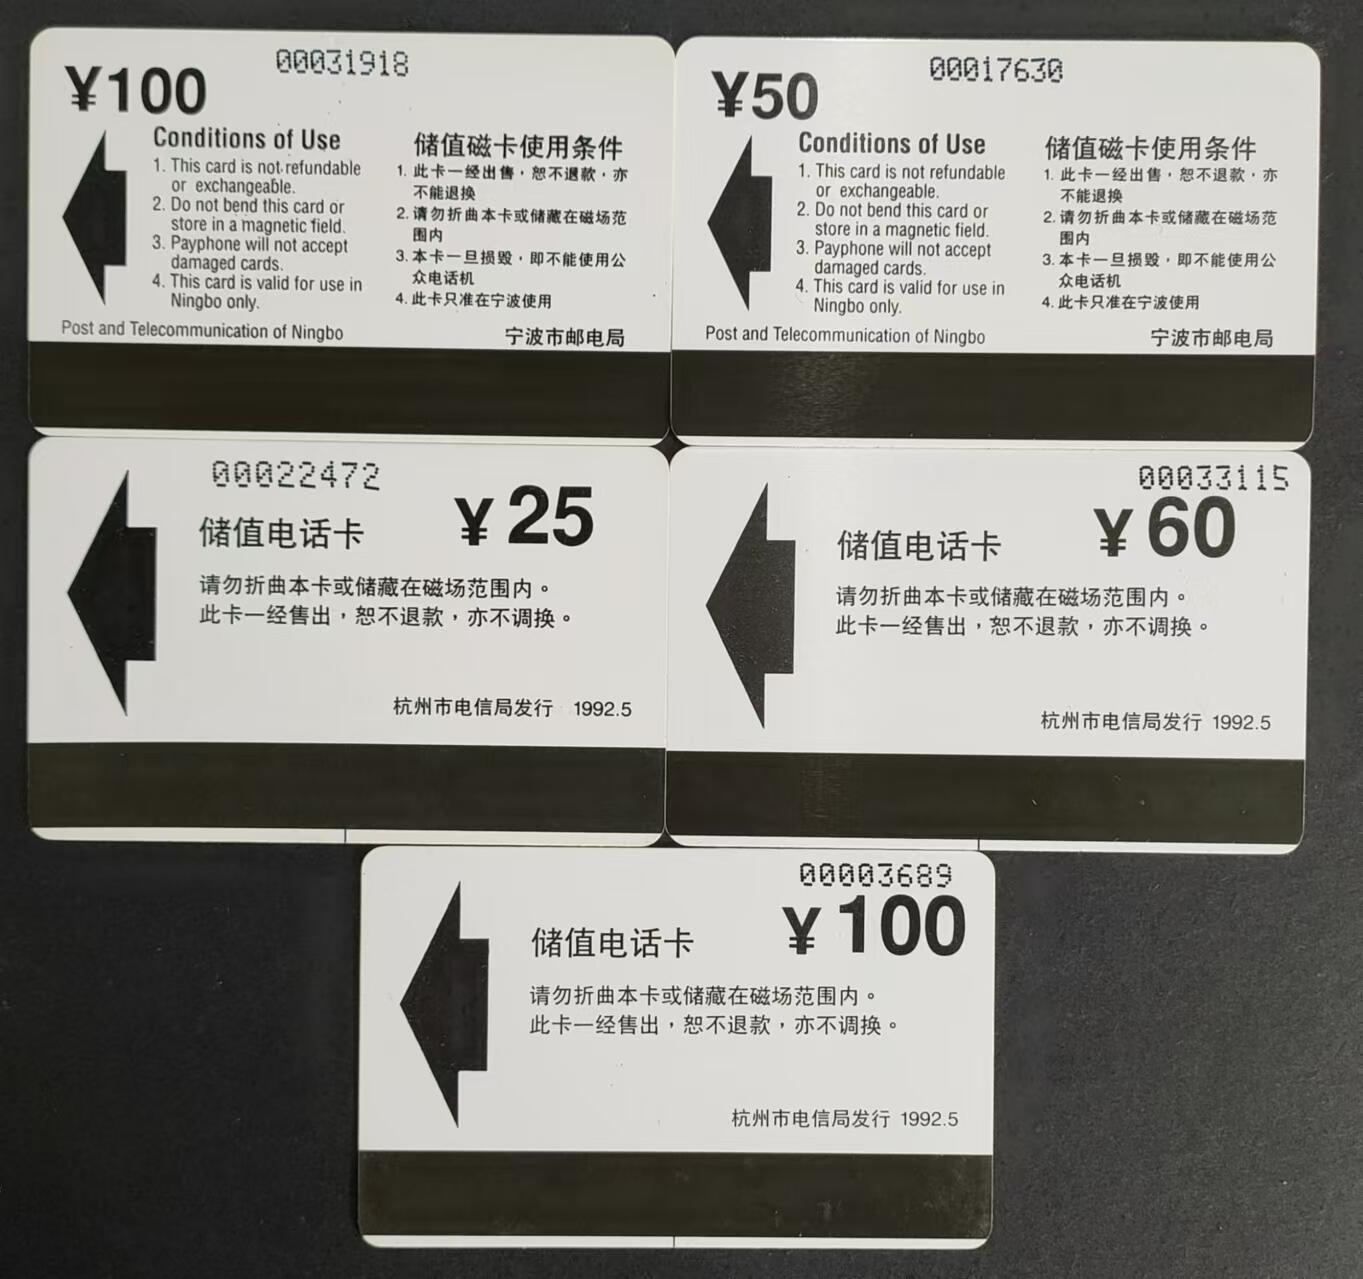 00031918
¥100
Conditions of Use
1. This card is not refundable
or exchangeable.
2. Do not bend this card or
store in a magnetic field.
3. Payphone will not accept
damaged cards.
4. This card is valid for use in
Ningbo only.
储值磁卡使用条件
1. 此卡一经出售，恕不退款，亦
不能退换
2. 请勿折曲本卡或储藏在磁场范
围内
3. 本卡一旦损毁，即不能使用公
众电话机
4. 此卡只准在宁波使用
Post and Telecommunication of Ningbo
宁波市邮电局
00017630
¥50
Conditions of Use
1. This card is not refundable
or exchangeable.
2. Do not bend this card or
store in a magnetic field.
3. Payphone will not accept
damaged cards.
4. This card is valid for use in
Ningbo only.
储值磁卡使用条件
1. 此卡一经出售，恕不退款，亦
不能退换
2. 请勿折曲本卡或储藏在磁场范
围内
3. 本卡一旦损毁，即不能使用公
众电话机
4. 此卡只准在宁波使用
Post and Telecommunication of Ningbo
宁波市邮电局
00022472
储值电话卡
¥25
请勿折曲本卡或储藏在磁场范围内。
此卡一经售出，恕不退款，亦不调换。
杭州市电信局发行 1992.5
00033115
储值电话卡
¥60
请勿折曲本卡或储藏在磁场范围内。
此卡一经售出，恕不退款，亦不调换。
杭州市电信局发行 1992.5
00003689
储值电话卡
¥100
请勿折曲本卡或储藏在磁场范围内。
此卡一经售出，恕不退款，亦不调换。
杭州市电信局发行 1992.5